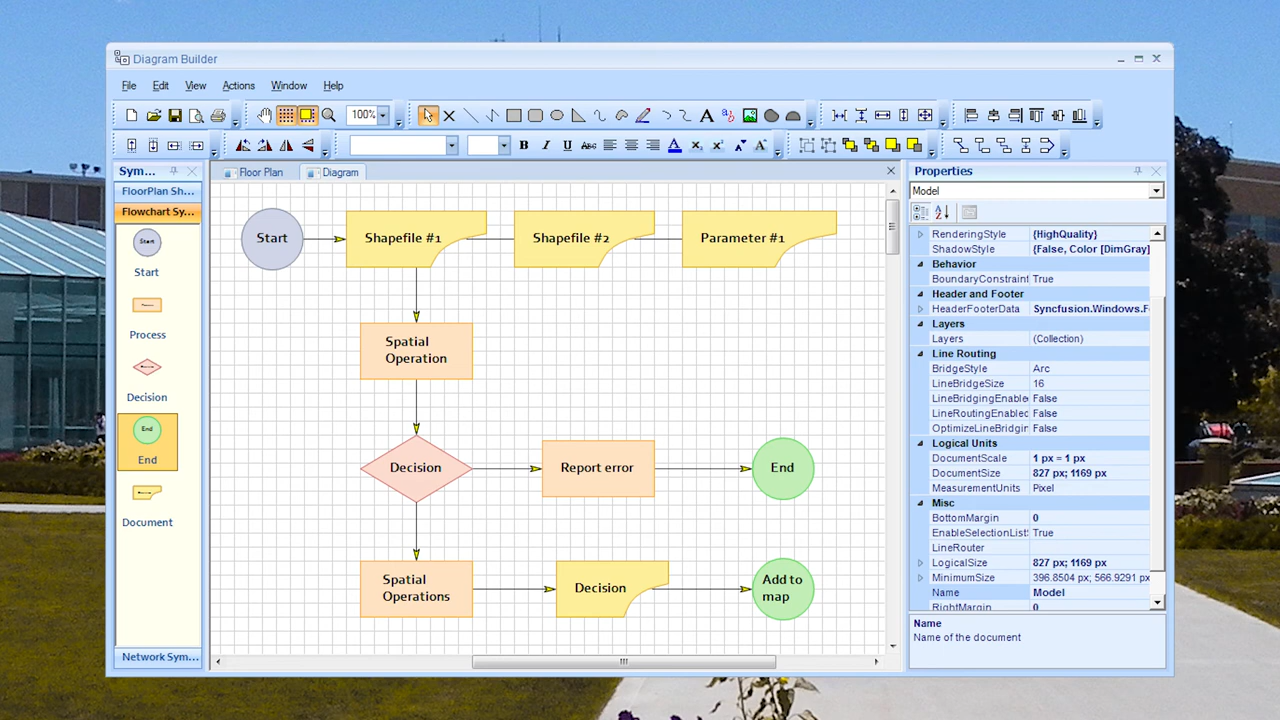 Diagram Builder
File Edit View Actions Window Help
100%
A
B I U ABC A x₂ x² A A
Sym...
FloorPlan Sh...
Flowchart Sy...
Start
Start
Process
Decision
End
End
Document
Network Sym...
Floor Plan Diagram
Start Shapefile #1 Shapefile #2 Parameter #1
Spatial
Operation
Decision Report error End
Spatial
Operations
Decision
Add to
map
Properties
Model
RenderingStyle {HighQuality}
ShadowStyle {False, Color [DimGray]
Behavior
BoundaryConstraint True
Header and Footer
HeaderFooterData Syncfusion.Windows.F
Layers
Layers (Collection)
Line Routing
BridgeStyle Arc
LineBridgeSize 16
LineBridgingEnable False
LineRoutingEnabled False
OptimizeLineBridgin False
Logical Units
DocumentScale 1 px = 1 px
DocumentSize 827 px; 1169 px
MeasurementUnits Pixel
Misc
BottomMargin 0
EnableSelectionList True
LineRouter
LogicalSize 827 px; 1169 px
MinimumSize 396.8504 px; 566.9291 px
Name Model
RightMargin 0
Name
Name of the document